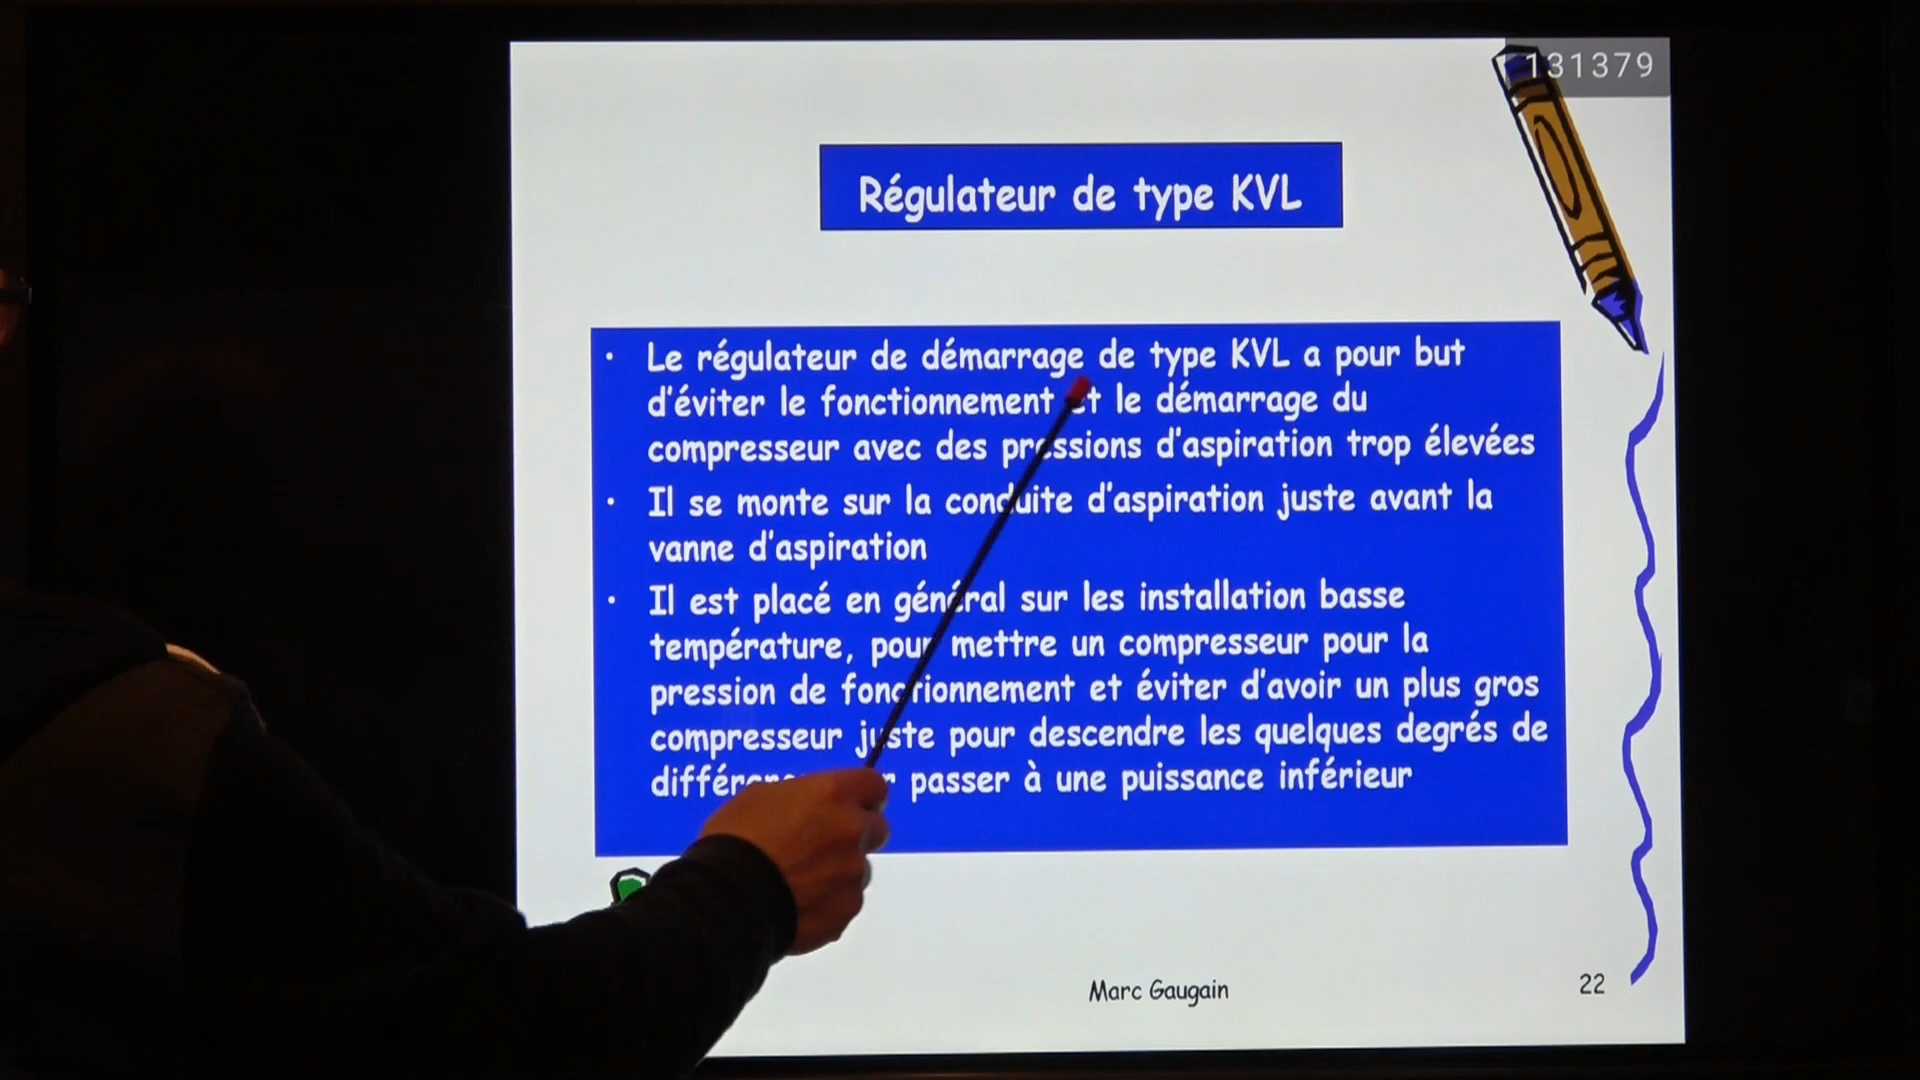 131379
Régulateur de type KVL
• Le régulateur de démarrage de type KVL a pour but
d'éviter le fonctionnement et le démarrage du
compresseur avec des pressions d'aspiration trop élevées
• Il se monte sur la conduite d'aspiration juste avant la
vanne d'aspiration
• Il est placé en général sur les installation basse
température, pour mettre un compresseur pour la
pression de fonctionnement et éviter d'avoir un plus gros
compresseur juste pour descendre les quelques degrés de
passer à une puissance inférieur
Marc Gaugain
22